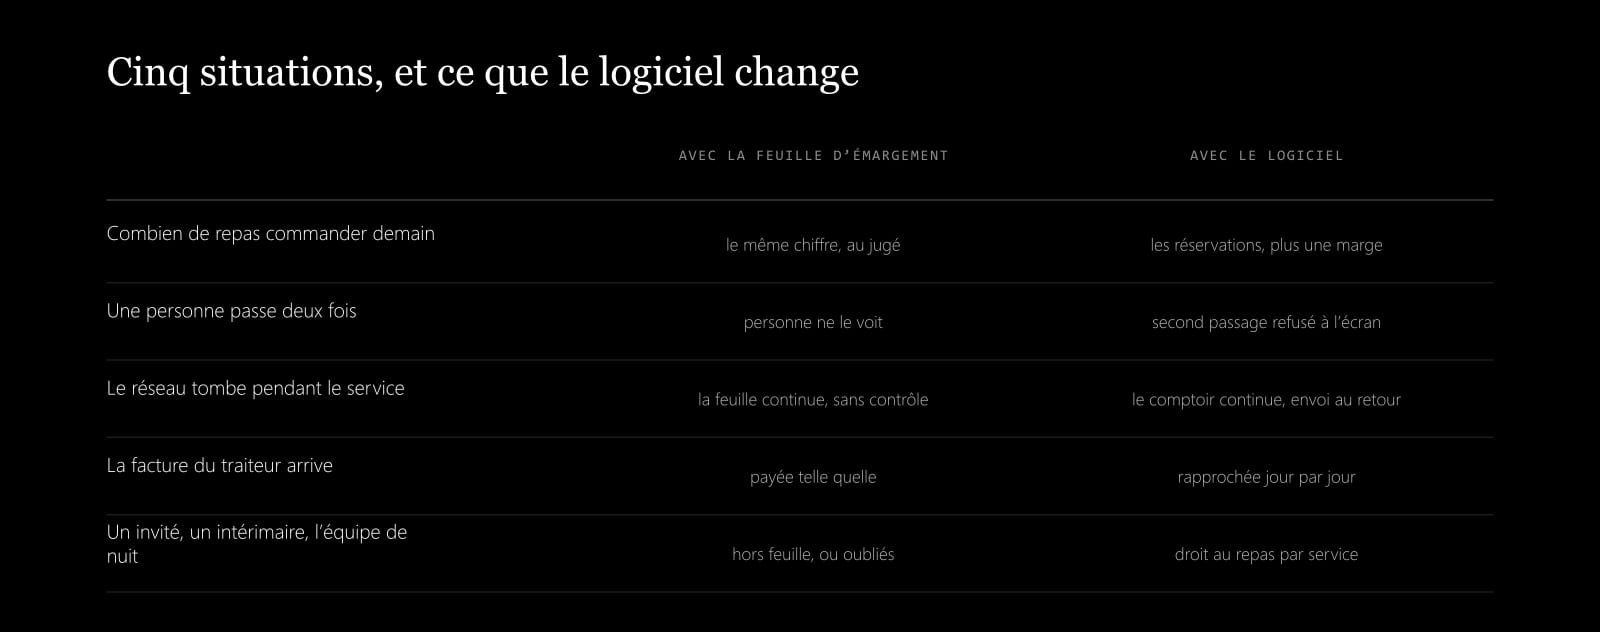 Cinq situations, et ce que le logiciel change
AVEC LA FEUILLE D’ÉMARGEMENT AVEC LE LOGICIEL
Combien de repas commander demain le même chiffre, au jugé les réservations, plus une marge
Une personne passe deux fois personne ne le voit second passage refusé à l’écran
Le réseau tombe pendant le service la feuille continue, sans contrôle le comptoir continue, envoi au retour
La facture du traiteur arrive payée telle quelle rapprochée jour par jour
Un invité, un intérimaire, l’équipe de
nuit hors feuille, ou oubliés droit au repas par service